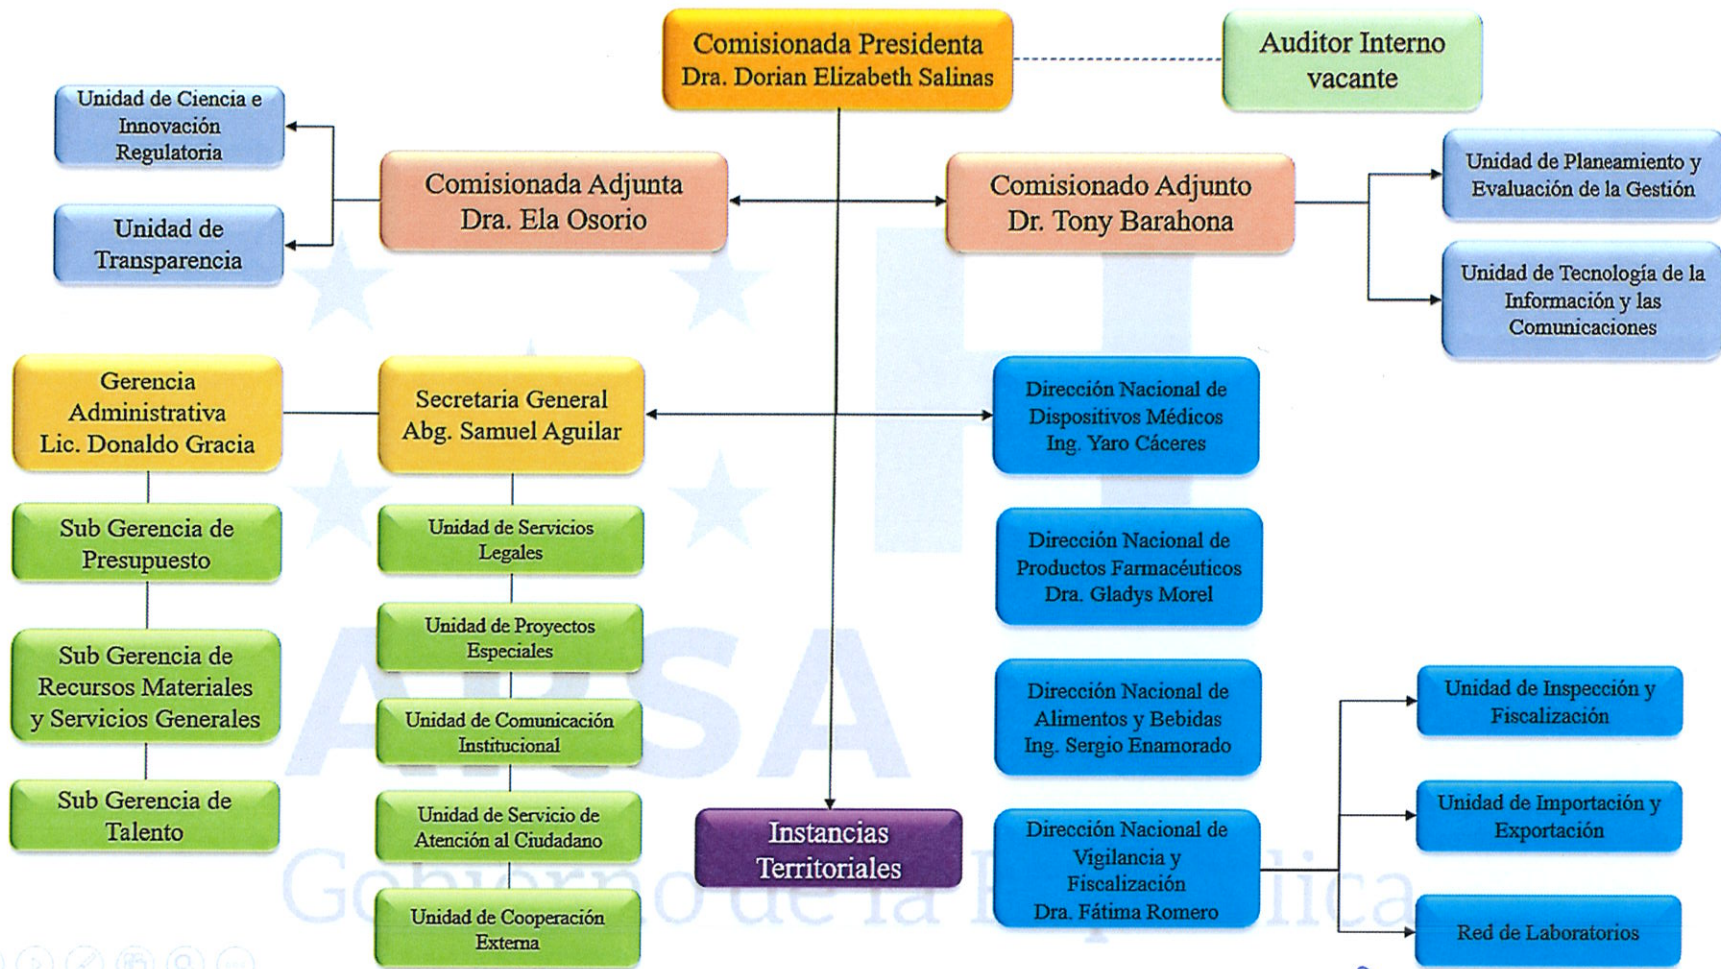 Comisionada Presidenta
Dra. Dorian Elizabeth Salinas
Auditor Interno
vacante
Unidad de Ciencia e
Innovación
Regulatoria
Unidad de
Transparencia
Comisionada Adjunta
Dra. Ela Osorio
Comisionado Adjunto
Dr. Tony Barahona
Unidad de Planeamiento y
Evaluación de la Gestión
Unidad de Tecnología de la
Información y las
Comunicaciones
Gerencia
Administrativa
Lic. Donaldo Gracia
Secretaria General
Abg. Samuel Aguilar
Dirección Nacional de
Dispositivos Médicos
Ing. Yaro Cáceres
Sub Gerencia de
Presupuesto
Sub Gerencia de
Recursos Materiales
y Servicios Generales
Sub Gerencia de
Talento
Unidad de Servicios
Legales
Unidad de Proyectos
Especiales
Unidad de Comunicación
Institucional
Unidad de Servicio de
Atención al Ciudadano
Unidad de Cooperación
Externa
Dirección Nacional de
Productos Farmacéuticos
Dra. Gladys Morel
Dirección Nacional de
Alimentos y Bebidas
Ing. Sergio Enamorado
Dirección Nacional de
Vigilancia y
Fiscalización
Dra. Fátima Romero
Instancias
Territoriales
Unidad de Inspección y
Fiscalización
Unidad de Importación y
Exportación
Red de Laboratorios
ARSA
Gobierno de la República